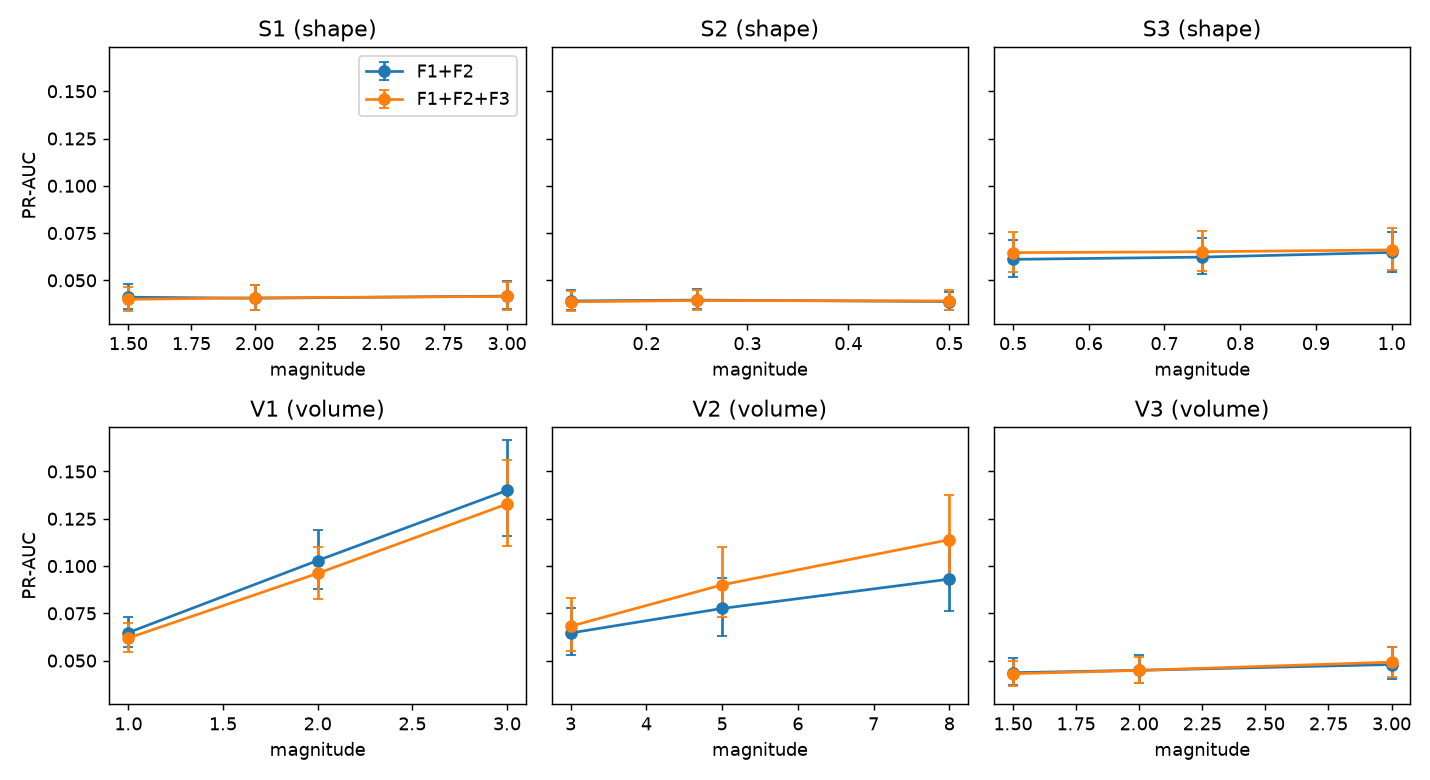 S1 (shape)
S2 (shape)
S3 (shape)
F1+F2
F1+F2+F3
PR-AUC
0.150
0.125
0.100
0.075
0.050
1.50 1.75 2.00 2.25 2.50 2.75 3.00
0.2 0.3 0.4 0.5
0.5 0.6 0.7 0.8 0.9 1.0
magnitude
magnitude
magnitude
V1 (volume)
V2 (volume)
V3 (volume)
PR-AUC
0.150
0.125
0.100
0.075
0.050
1.0 1.5 2.0 2.5 3.0
3 4 5 6 7 8
1.50 1.75 2.00 2.25 2.50 2.75 3.00
magnitude
magnitude
magnitude